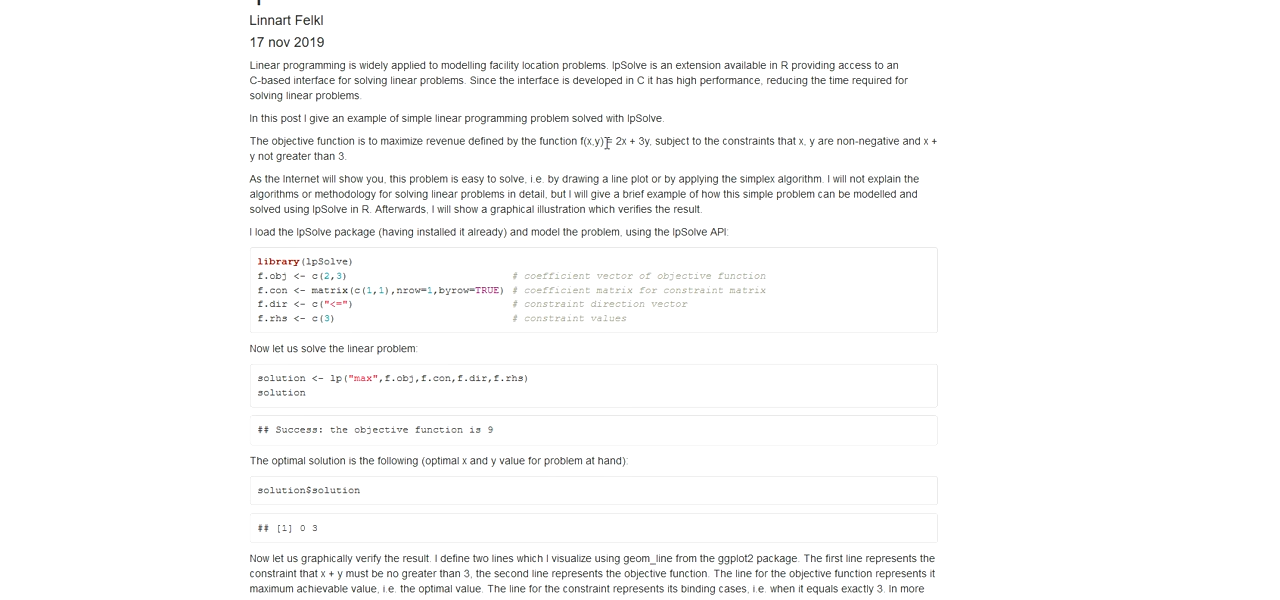 Linnart Felkl
17 nov 2019
Linear programming is widely applied to modelling facility location problems. lpSolve is an extension available in R providing access to an
C-based interface for solving linear problems. Since the interface is developed in C it has high performance, reducing the time required for
solving linear problems.
In this post I give an example of simple linear programming problem solved with lpSolve.
The objective function is to maximize revenue defined by the function f(x,y) = 2x + 3y, subject to the constraints that x, y are non-negative and x +
y not greater than 3.
As the Internet will show you, this problem is easy to solve, i.e. by drawing a line plot or by applying the simplex algorithm. I will not explain the
algorithms or methodology for solving linear problems in detail, but I will give a brief example of how this simple problem can be modelled and
solved using lpSolve in R. Afterwards, I will show a graphical illustration which verifies the result.
I load the lpSolve package (having installed it already) and model the problem, using the lpSolve API:
library(lpSolve)
f.obj <- c(2,3) # coefficient vector of objective function
f.con <- matrix(c(1,1),nrow=1,byrow=TRUE) # coefficient matrix for constraint matrix
f.dir <- c("<=") # constraint direction vector
f.rhs <- c(3) # constraint values
Now let us solve the linear problem:
solution <- lp("max",f.obj,f.con,f.dir,f.rhs)
solution
## Success: the objective function is 9
The optimal solution is the following (optimal x and y value for problem at hand):
solution$solution
## [1] 0 3
Now let us graphically verify the result. I define two lines which I visualize using geom_line from the ggplot2 package. The first line represents the
constraint that x + y must be no greater than 3, the second line represents the objective function. The line for the objective function represents it
maximum achievable value, i.e. the optimal value. The line for the constraint represents its binding cases, i.e. when it equals exactly 3. In more